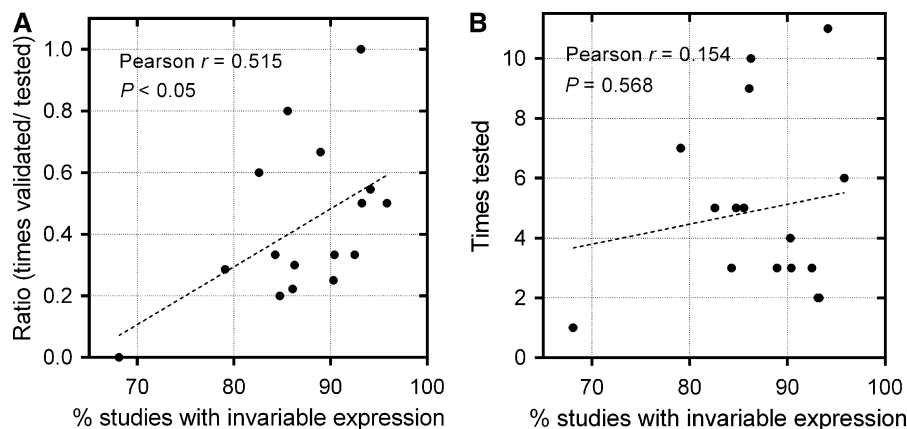 A
Ratio (times validated/ tested)
1.0
0.8
0.6
0.4
0.2
0.0
Pearson r = 0.515
P < 0.05
70 80 90 100
% studies with invariable expression
B
Times tested
10
8
6
4
2
0
Pearson r = 0.154
P = 0.568
70 80 90 100
% studies with invariable expression